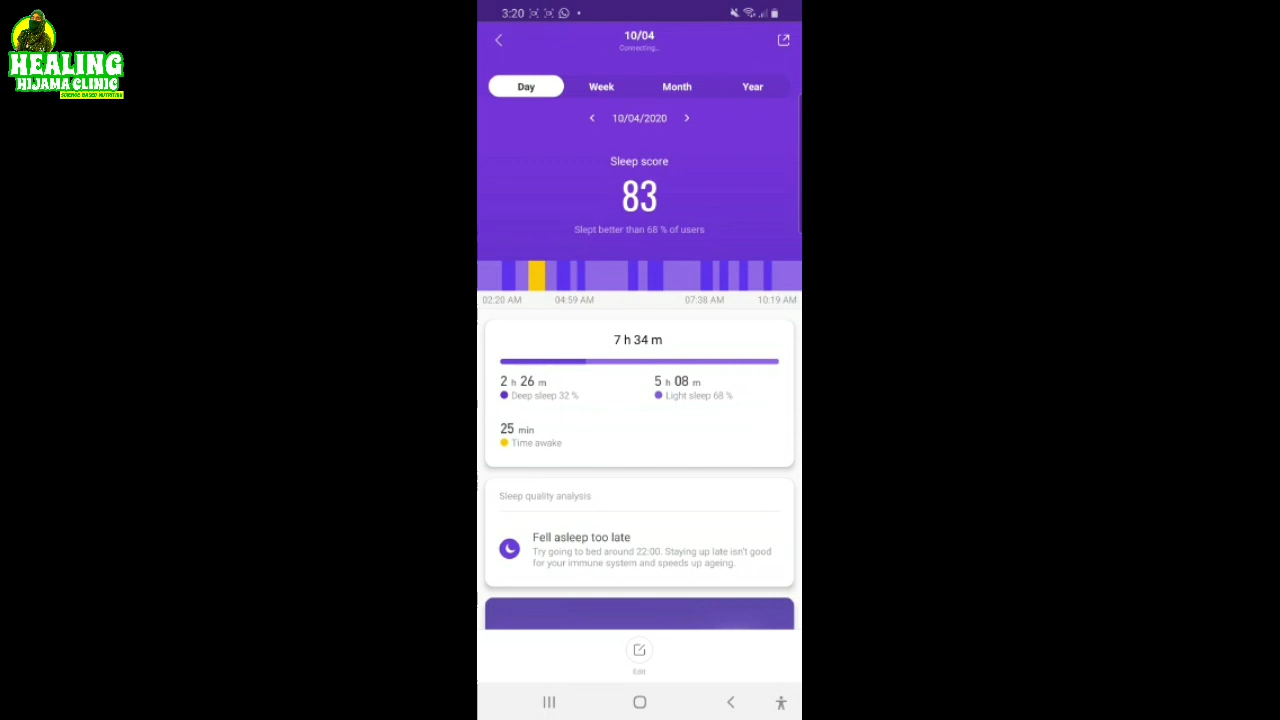 HEALING
HIJAMA CLINIC
SCIENCE BASED NUTRITION
3:20
10/04
Connecting...
Day Week Month Year
10/04/2020
Sleep score
83
Slept better than 68 % of users
02:20 AM 04:59 AM 07:38 AM 10:19 AM
7 h 34 m
2 h 26 m 5 h 08 m
Deep sleep 32 % Light sleep 68 %
25 min
Time awake
Sleep quality analysis
Fell asleep too late
Try going to bed around 22:00. Staying up late isn't good
for your immune system and speeds up ageing.
Edit